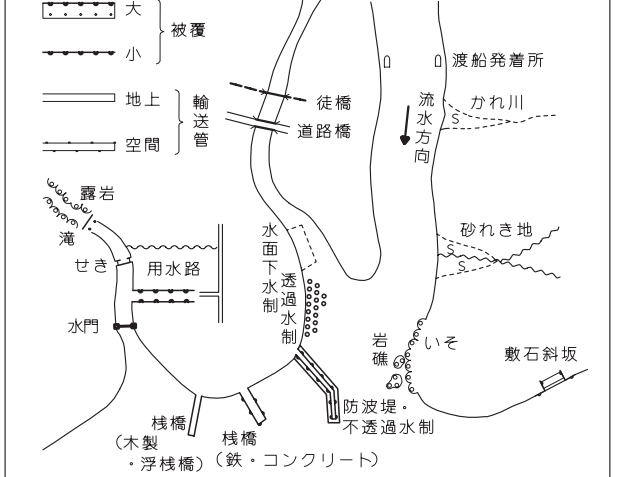 大
小
被覆
地上
空間
輸送管
徒橋
道路橋
渡船発着所
流水方向
かれ川
S
砂れき地
S
S
露岩
滝
せき
用水路
水門
水面下水制
透過水制
岩礁
いそ
敷石斜坂
防波堤・
不透過水制
桟橋
(木製
・浮桟橋)
桟橋
(鉄・コンクリート)